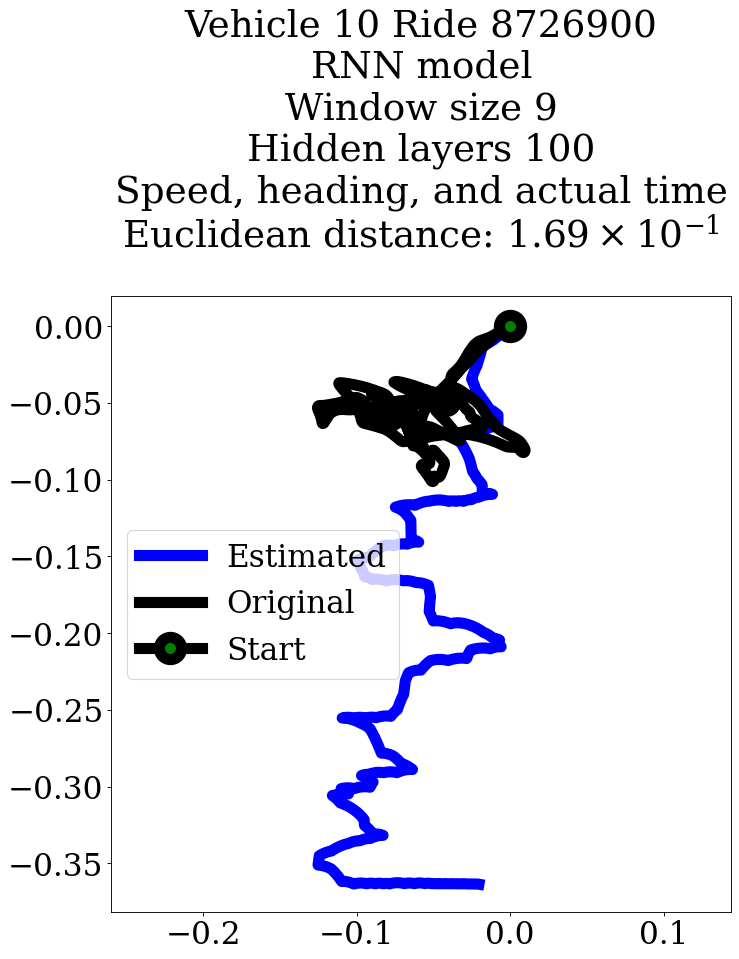 Vehicle 10 Ride 8726900
RNN model
Window size 9
Hidden layers 100
Speed, heading, and actual time
Euclidean distance: 1.69 × 10⁻¹
0.00
−0.05
−0.10
−0.15
−0.20
−0.25
−0.30
−0.35
Estimated
Original
Start
−0.2 −0.1 0.0 0.1